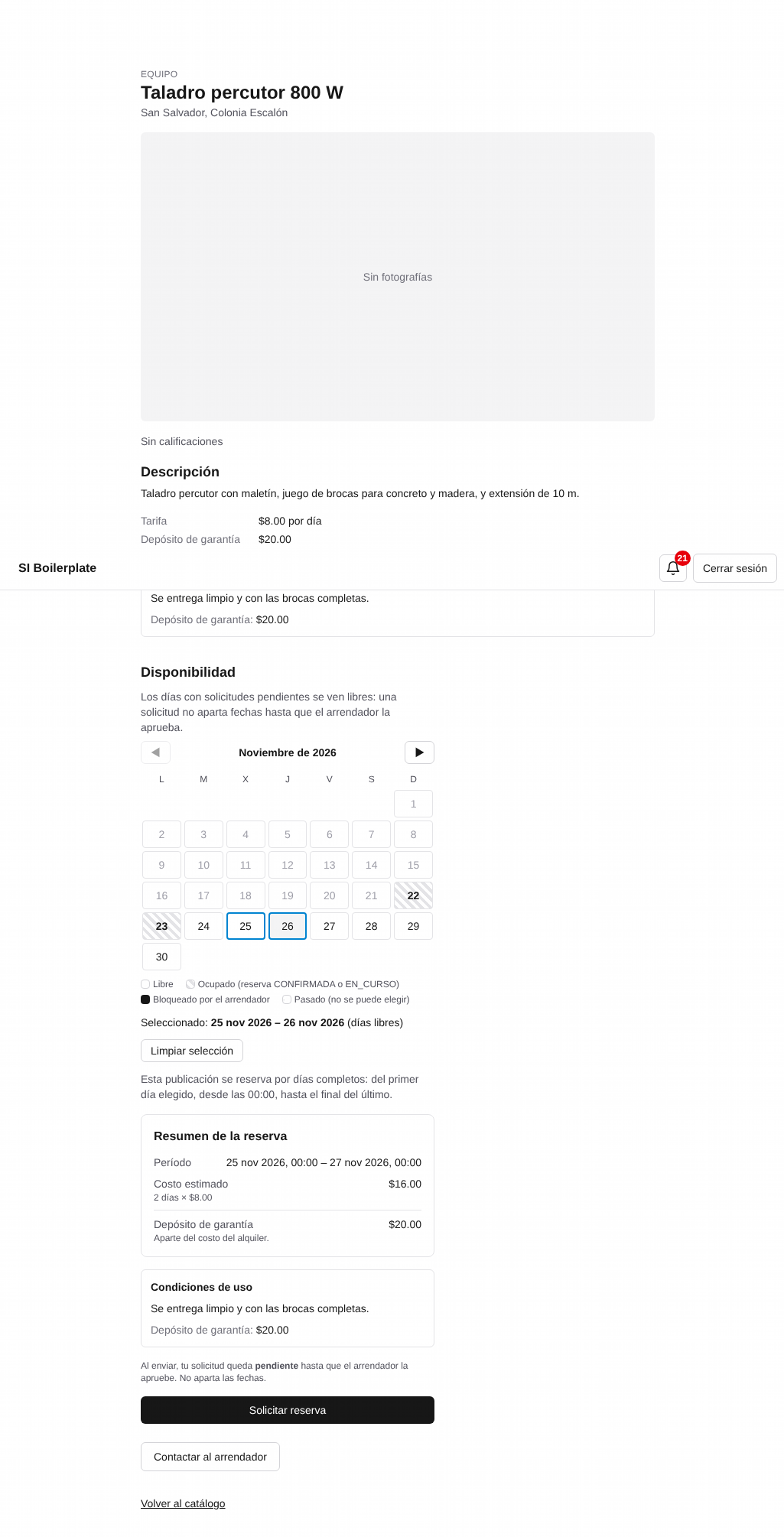 EQUIPO
Taladro percutor 800 W
San Salvador, Colonia Escalón
Sin fotografías
Sin calificaciones
Descripción
Taladro percutor con maletín, juego de brocas para concreto y madera, y extensión de 10 m.
Tarifa $8.00 por día
Depósito de garantía $20.00
SI Boilerplate 21 Cerrar sesión
Se entrega limpio y con las brocas completas.
Depósito de garantía: $20.00
Disponibilidad
Los días con solicitudes pendientes se ven libres: una
solicitud no aparta fechas hasta que el arrendador la
aprueba.
◀ Noviembre de 2026 ▶
L M X J V S D
1
2 3 4 5 6 7 8
9 10 11 12 13 14 15
16 17 18 19 20 21 22
23 24 25 26 27 28 29
30
Libre Ocupado (reserva CONFIRMADA o EN_CURSO)
Bloqueado por el arrendador Pasado (no se puede elegir)
Seleccionado: 25 nov 2026 – 26 nov 2026 (días libres)
Limpiar selección
Esta publicación se reserva por días completos: del primer
día elegido, desde las 00:00, hasta el final del último.
Resumen de la reserva
Período 25 nov 2026, 00:00 – 27 nov 2026, 00:00
Costo estimado $16.00
2 días × $8.00
Depósito de garantía $20.00
Aparte del costo del alquiler.
Condiciones de uso
Se entrega limpio y con las brocas completas.
Depósito de garantía: $20.00
Al enviar, tu solicitud queda pendiente hasta que el arrendador la
apruebe. No aparta las fechas.
Solicitar reserva
Contactar al arrendador
Volver al catálogo